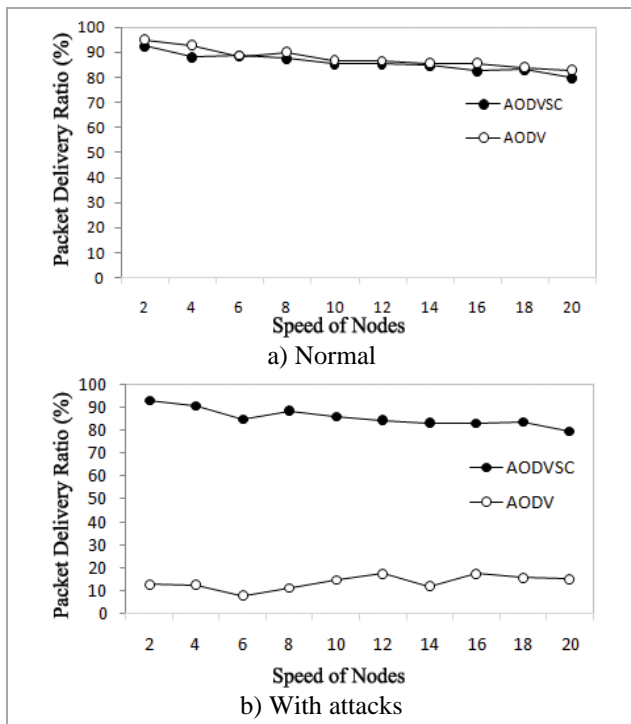 Packet Delivery Ratio (%)
100
90
80
70
60
50
40
30
20
10
0
AODVSC
AODV
2 4 6 8 10 12 14 16 18 20
Speed of Nodes
a) Normal
Packet Delivery Ratio (%)
100
90
80
70
60
50
40
30
20
10
0
AODVSC
AODV
2 4 6 8 10 12 14 16 18 20
Speed of Nodes
b) With attacks